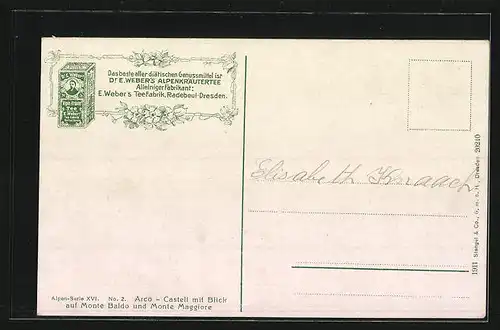 Das beste aller diätischen Genussmittel ist
Dr E. WEBER'S ALPENKRÄUTERTEE
Alleiniger Fabrikant:
E. Weber's Teefabrik, Radebeul-Dresden.
Elisabeth
Alpen-Serie XVI. No. 2. Arco – Castell mit Blick
auf Monte Baldo und Monte Maggiore
1911 Stengel & Co., G. m. b. H., Dresden 29210